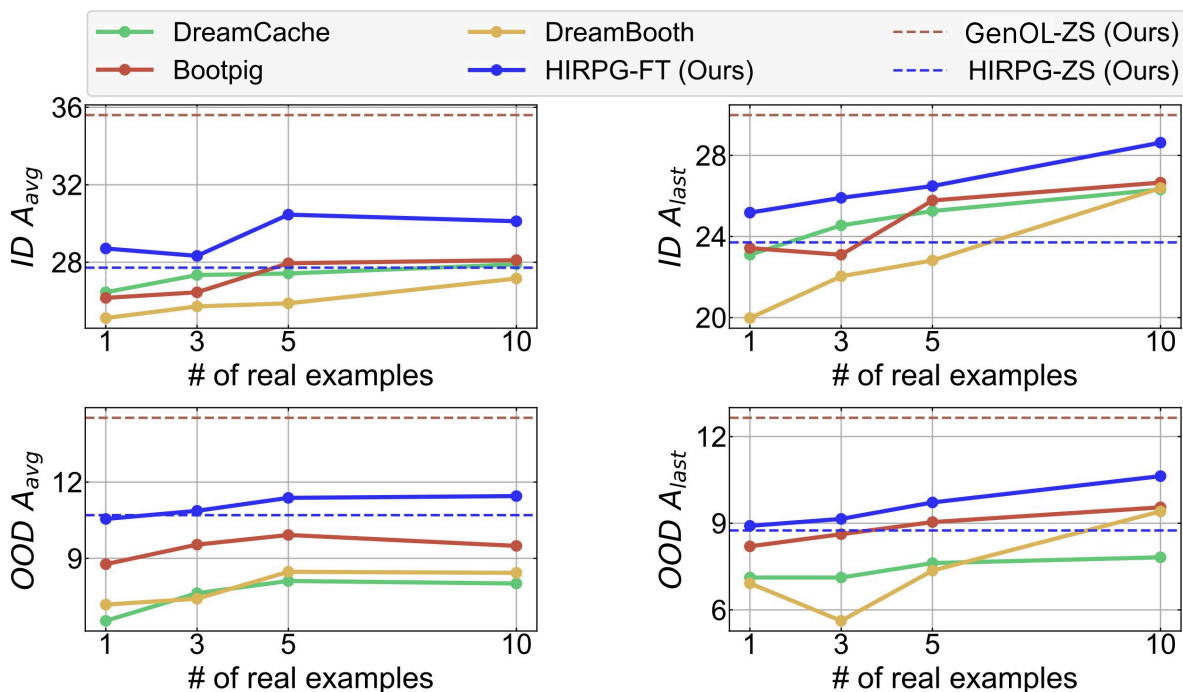 DreamCache DreamBooth GenOL-ZS (Ours)
Bootpig HIRPG-FT (Ours) HIRPG-ZS (Ours)
36
32
28
ID A_avg
1 3 5 10
# of real examples
28
24
20
ID A_last
1 3 5 10
# of real examples
12
9
OOD A_avg
1 3 5 10
# of real examples
12
9
6
OOD A_last
1 3 5 10
# of real examples